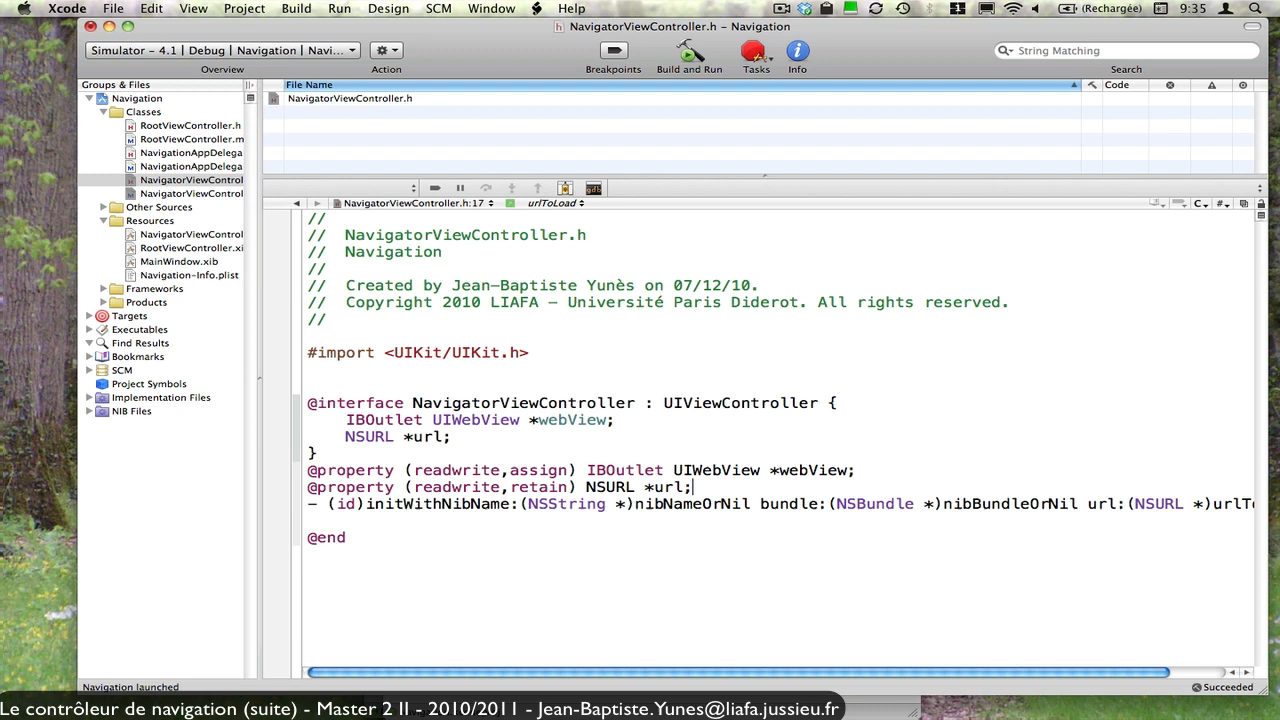 Xcode File Edit View Project Build Run Design SCM Window Help (Rechargée) 9:35
NavigatorViewController.h - Navigation
Simulator - 4.1 | Debug | Navigation | Navi...
String Matching
Overview Action Breakpoints Build and Run Tasks Info Search
Groups & Files
File Name Code
Navigation
NavigatorViewController.h
Classes
RootViewController.h
RootViewController.m
NavigationAppDelega
NavigationAppDelega
NavigatorViewControl
NavigatorViewControl
Other Sources
Resources
NavigatorViewControl
RootViewController.xi
MainWindow.xib
Navigation-Info.plist
Frameworks
Products
Targets
Executables
Find Results
Bookmarks
SCM
Project Symbols
Implementation Files
NIB Files
gdb
NavigatorViewController.h:17 urlToLoad
C #
//
// NavigatorViewController.h
// Navigation
//
// Created by Jean-Baptiste Yunès on 07/12/10.
// Copyright 2010 LIAFA - Université Paris Diderot. All rights reserved.
//
#import <UIKit/UIKit.h>
@interface NavigatorViewController : UIViewController {
IBOutlet UIWebView *webView;
NSURL *url;
}
@property (readwrite,assign) IBOutlet UIWebView *webView;
@property (readwrite,retain) NSURL *url;
- (id)initWithNibName:(NSString *)nibNameOrNil bundle:(NSBundle *)nibBundleOrNil url:(NSURL *)urlTo
@end
Navigation launched
Succeeded
Le contrôleur de navigation (suite) - Master 2 II - 2010/2011 - Jean-Baptiste.Yunes@liafa.jussieu.fr